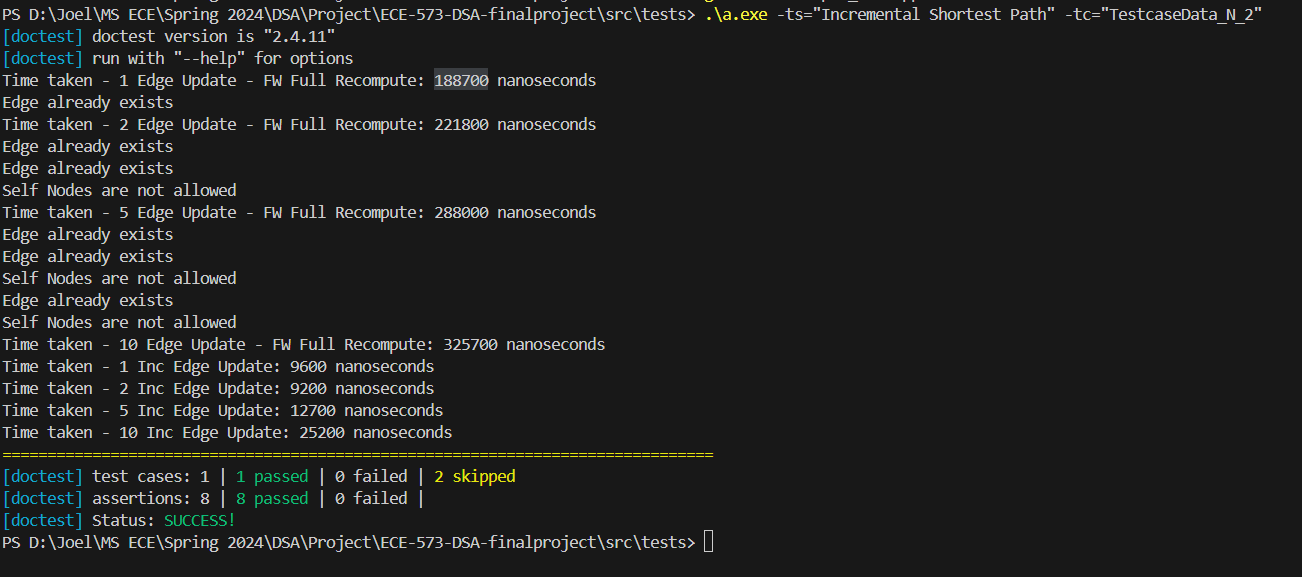 PS D:\Joel\MS ECE\Spring 2024\DSA\Project\ECE-573-DSA-finalproject\src\tests> .\a.exe -ts="Incremental Shortest Path" -tc="TestcaseData_N_2"
[doctest] doctest version is "2.4.11"
[doctest] run with "--help" for options
Time taken - 1 Edge Update - FW Full Recompute: 188700 nanoseconds
Edge already exists
Time taken - 2 Edge Update - FW Full Recompute: 221800 nanoseconds
Edge already exists
Edge already exists
Self Nodes are not allowed
Time taken - 5 Edge Update - FW Full Recompute: 288000 nanoseconds
Edge already exists
Edge already exists
Self Nodes are not allowed
Edge already exists
Self Nodes are not allowed
Time taken - 10 Edge Update - FW Full Recompute: 325700 nanoseconds
Time taken - 1 Inc Edge Update: 9600 nanoseconds
Time taken - 2 Inc Edge Update: 9200 nanoseconds
Time taken - 5 Inc Edge Update: 12700 nanoseconds
Time taken - 10 Inc Edge Update: 25200 nanoseconds
===============================================================================
[doctest] test cases: 1 | 1 passed | 0 failed | 2 skipped
[doctest] assertions: 8 | 8 passed | 0 failed |
[doctest] Status: SUCCESS!
PS D:\Joel\MS ECE\Spring 2024\DSA\Project\ECE-573-DSA-finalproject\src\tests>